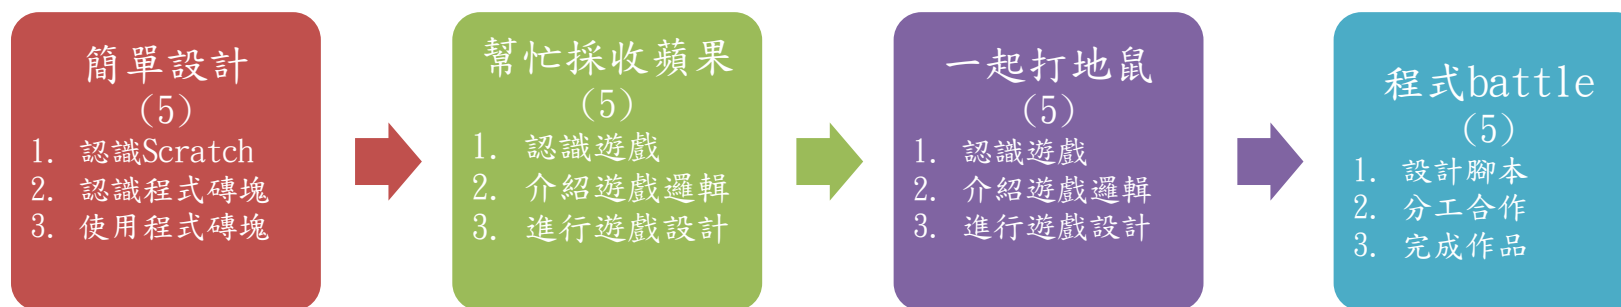 簡單設計
(5)
1. 認識Scratch
2. 認識程式磚塊
3. 使用程式磚塊
幫忙採收蘋果
(5)
1. 認識遊戲
2. 介紹遊戲邏輯
3. 進行遊戲設計
一起打地鼠
(5)
1. 認識遊戲
2. 介紹遊戲邏輯
3. 進行遊戲設計
程式battle
(5)
1. 設計腳本
2. 分工合作
3. 完成作品